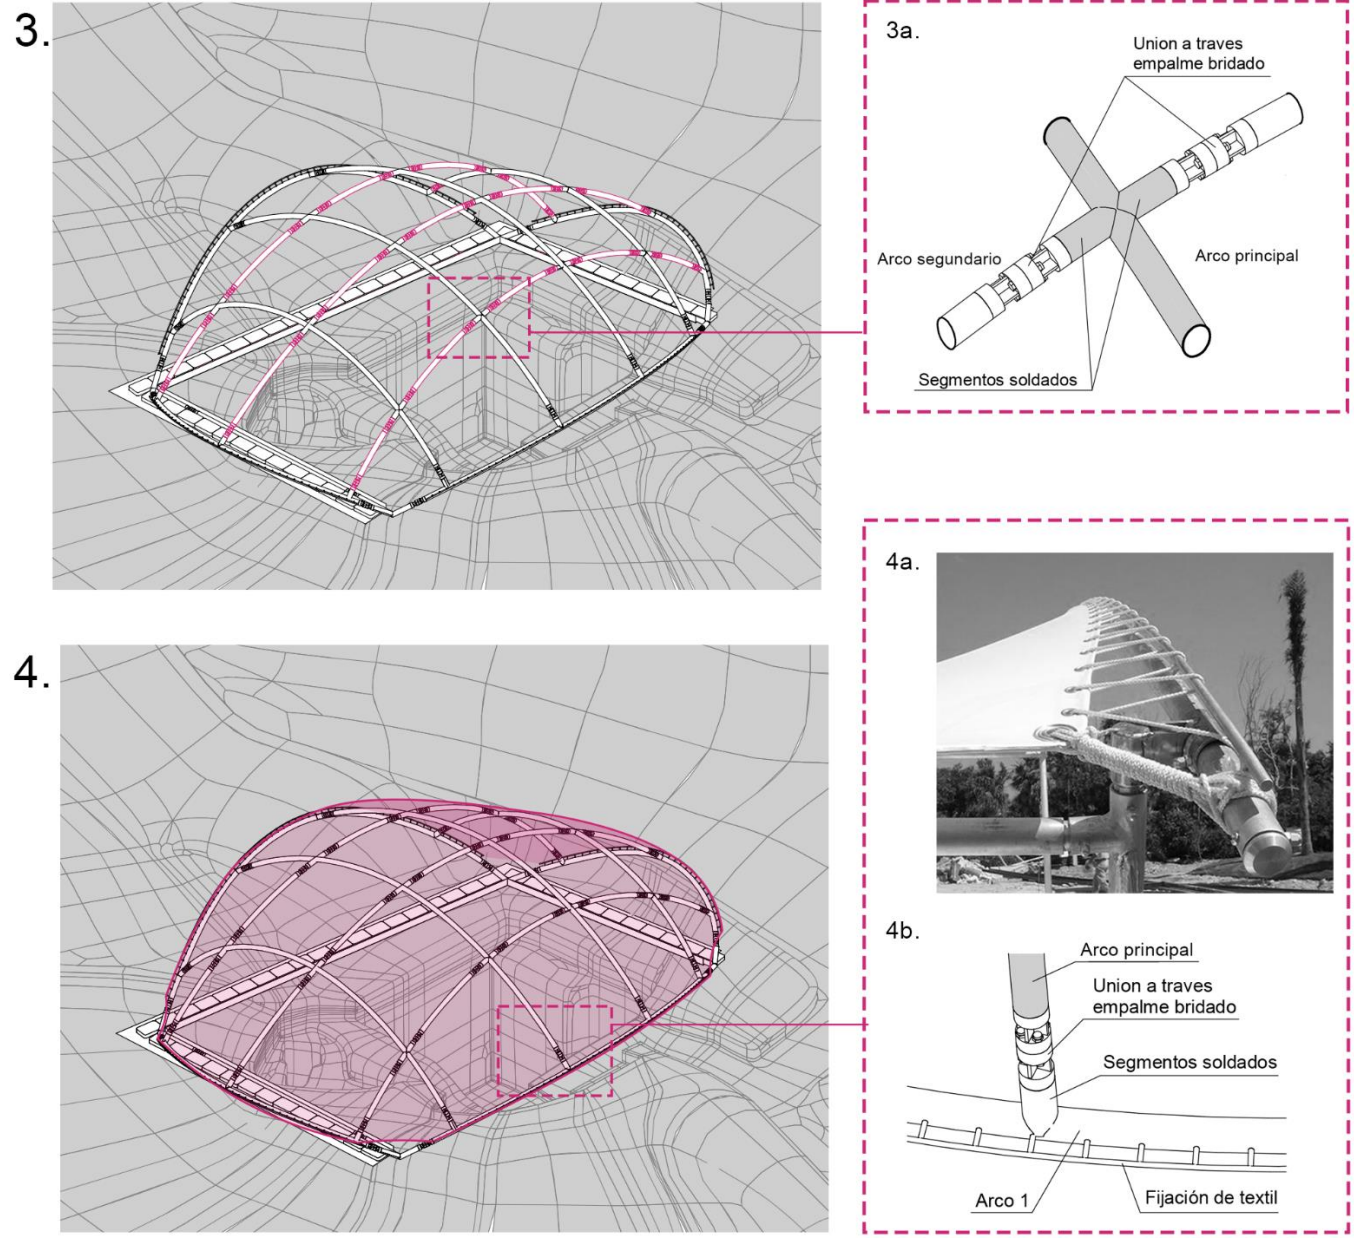 3.
3a.
Union a traves
empalme bridado
Arco segundario
Arco principal
Segmentos soldados
4.
4a.
4b.
Arco principal
Union a traves
empalme bridado
Segmentos soldados
Arco 1
Fijación de textil